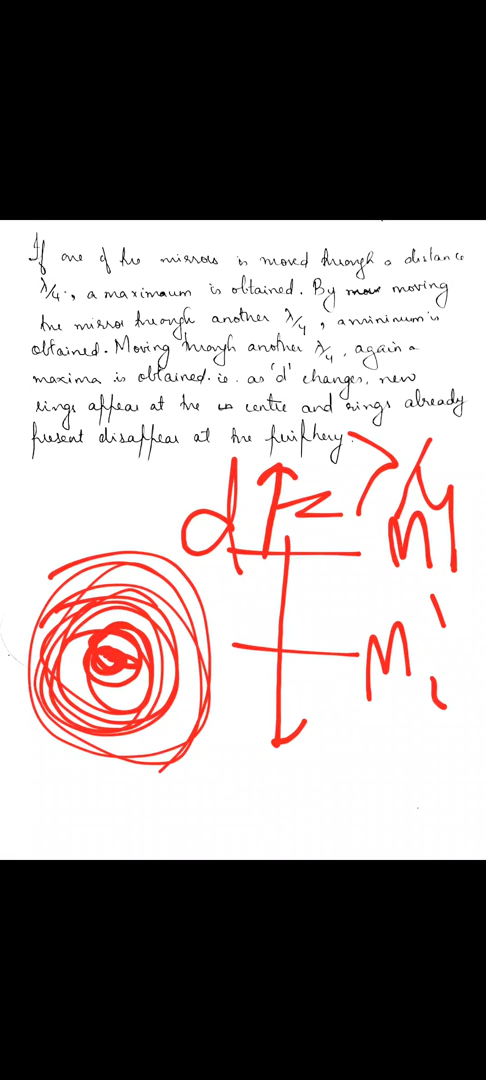 If one of the mirrors is moved through a distance
λ/4, a maximum is obtained. By moving
the mirror through another λ/4, a minimum is
obtained. Moving through another λ/4, again a
maxima is obtained. ie. as 'd' changes, new
rings appear at the centre and rings already
present disappear at the perifhery.
d
M
M'